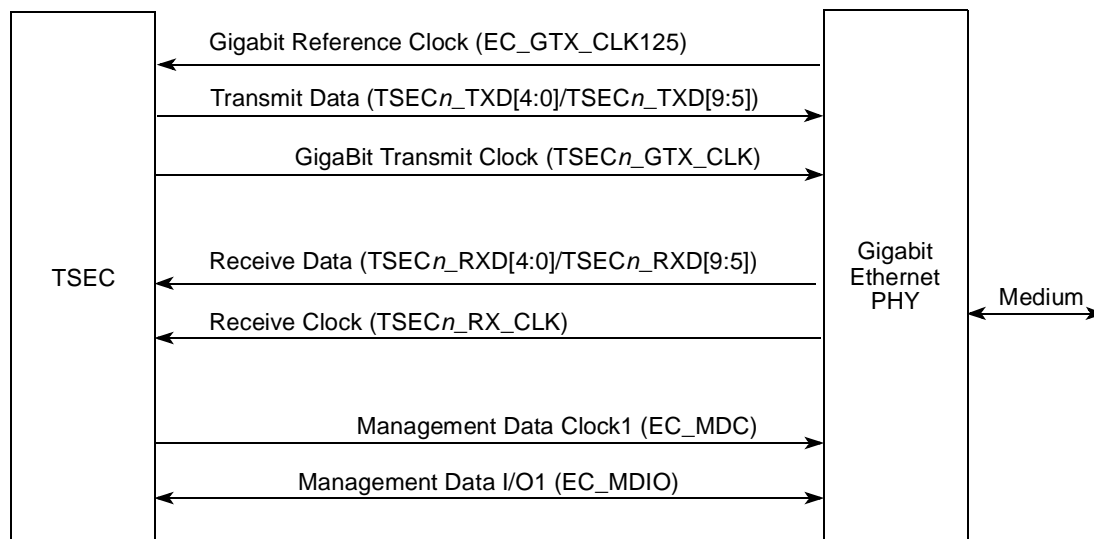 Gigabit Reference Clock (EC_GTX_CLK125)
Transmit Data (TSECn_TXD[4:0]/TSECn_TXD[9:5])
GigaBit Transmit Clock (TSECn_GTX_CLK)
Receive Data (TSECn_RXD[4:0]/TSECn_RXD[9:5])
TSEC
Gigabit
Ethernet
PHY
Medium
Receive Clock (TSECn_RX_CLK)
Management Data Clock1 (EC_MDC)
Management Data I/O1 (EC_MDIO)